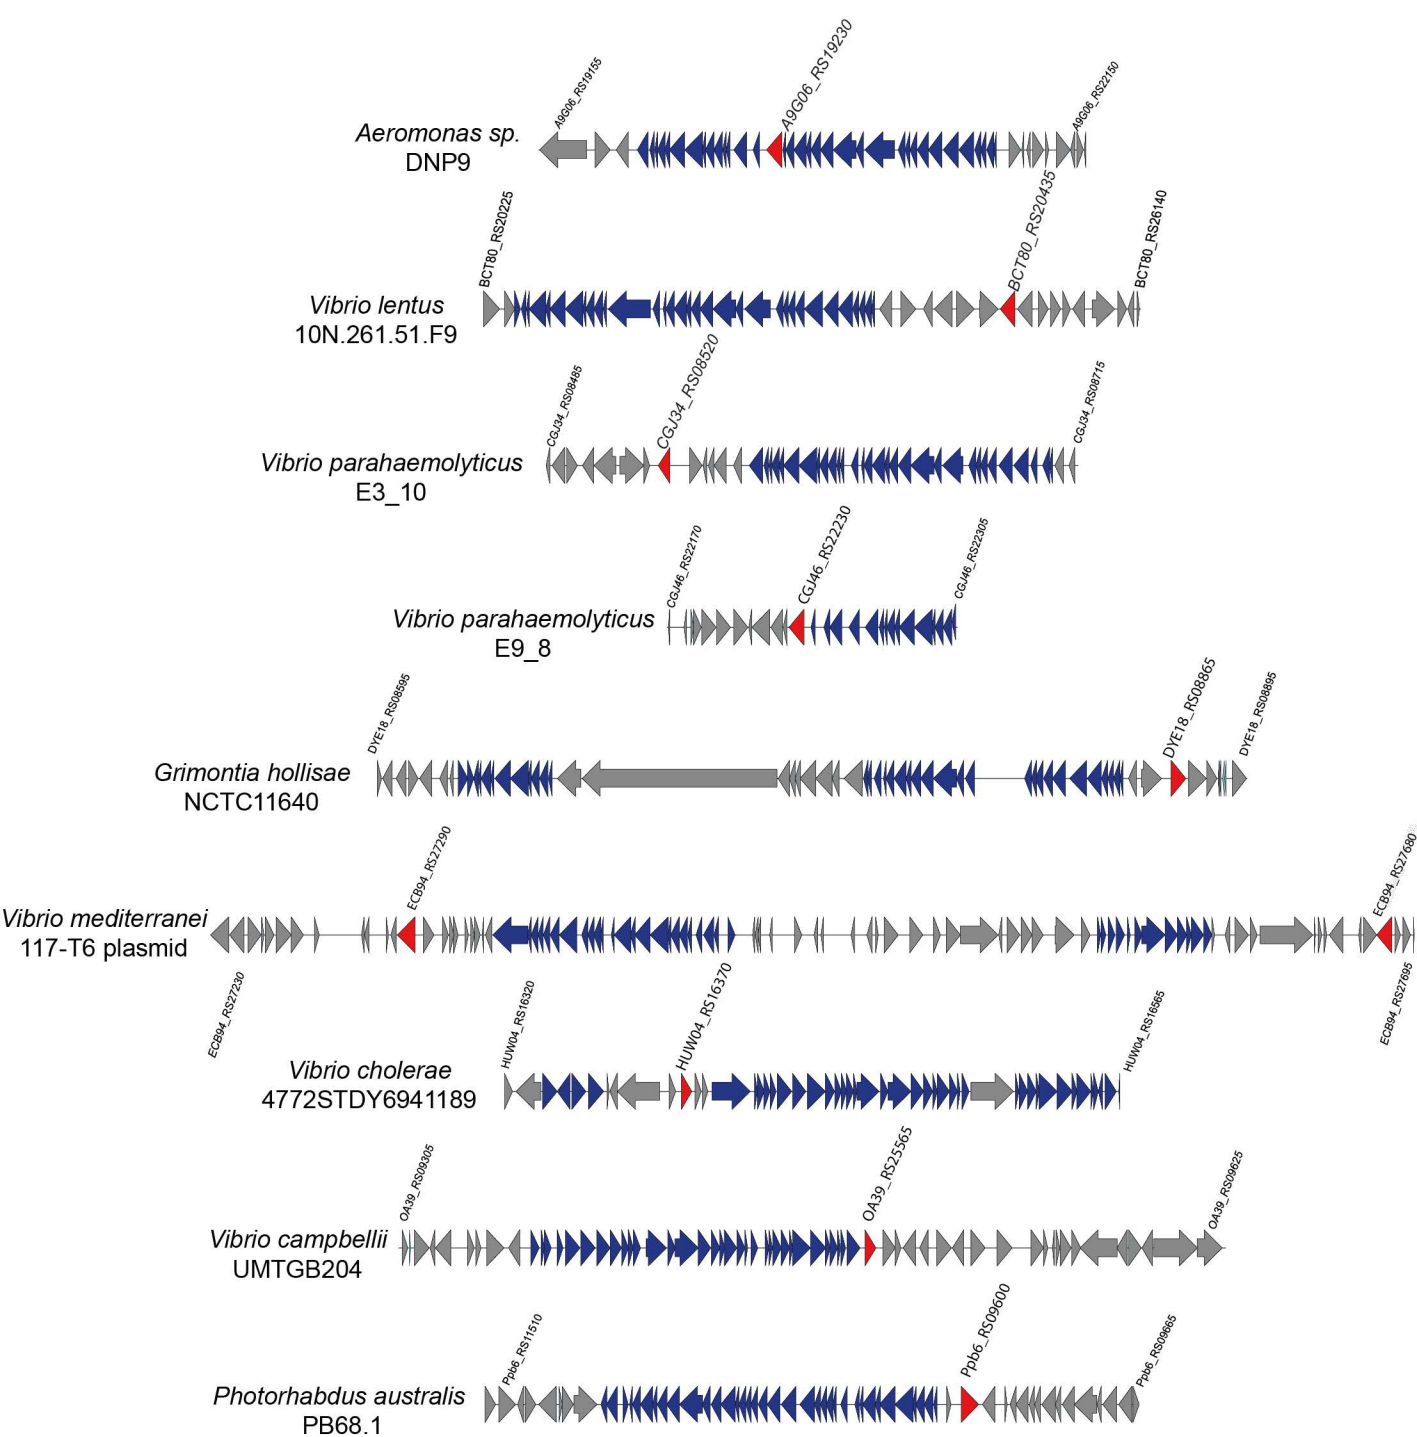 A9G06_RS19155
A9G06_RS19230
A9G06_RS22150
Aeromonas sp.
DNP9
BCT80_RS20225
BCT80_RS20435
BCT80_RS26140
Vibrio lentus
10N.261.51.F9
CGJ34_RS08485
CGJ34_RS08520
CGJ34_RS08715
Vibrio parahaemolyticus
E3_10
CGJ46_RS22170
CGJ46_RS22230
CGJ46_RS22305
Vibrio parahaemolyticus
E9_8
DYE18_RS08595
DYE18_RS08865
DYE18_RS08895
Grimontia hollisae
NCTC11640
ECB94_RS27290
ECB94_RS27680
Vibrio mediterranei
117-T6 plasmid
ECB94_RS27230
ECB94_RS27695
HUW04_RS16320
HUW04_RS16370
HUW04_RS16565
Vibrio cholerae
4772STDY6941189
OA39_RS09305
OA39_RS25565
OA39_RS09625
Vibrio campbellii
UMTGB204
Ppb6_RS11510
Ppb6_RS09600
Ppb6_RS09665
Photorhabdus australis
PB68.1